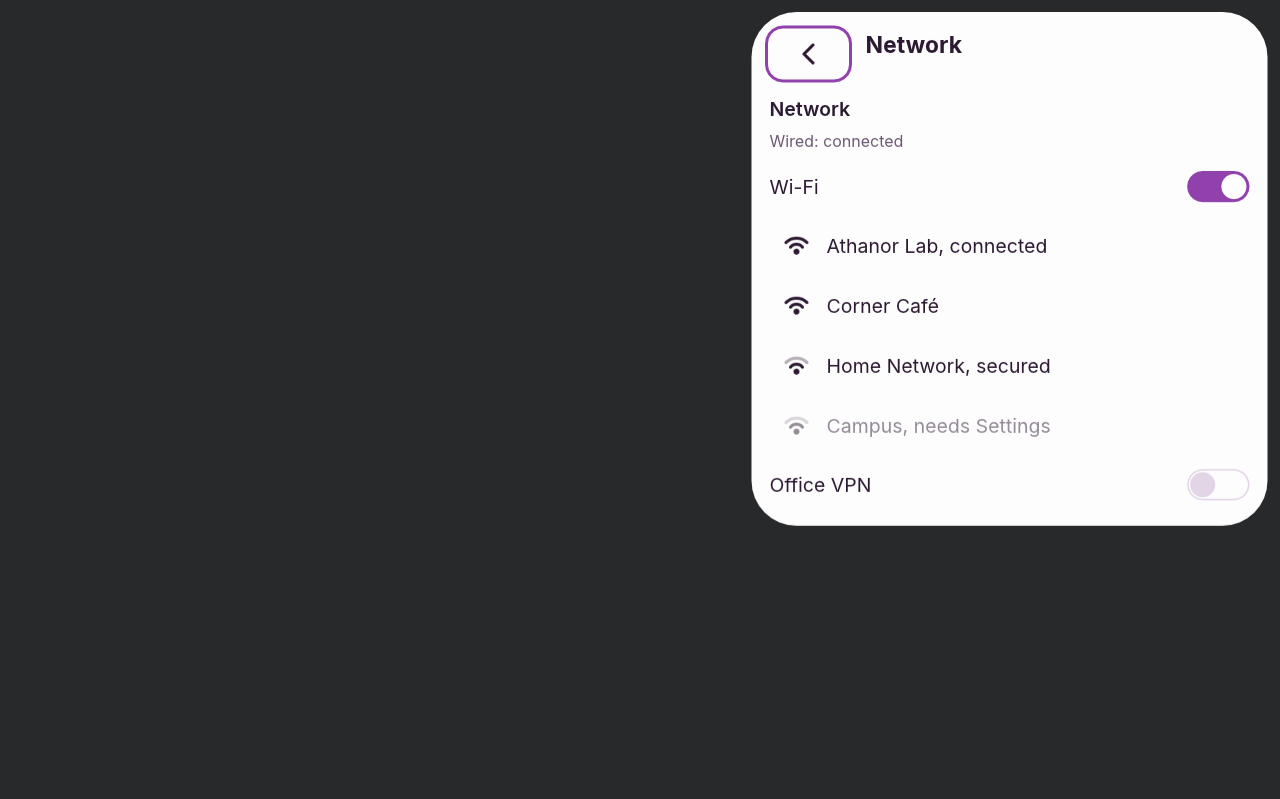 Network
Network
Wired: connected
Wi-Fi
Athanor Lab, connected
Corner Café
Home Network, secured
Campus, needs Settings
Office VPN